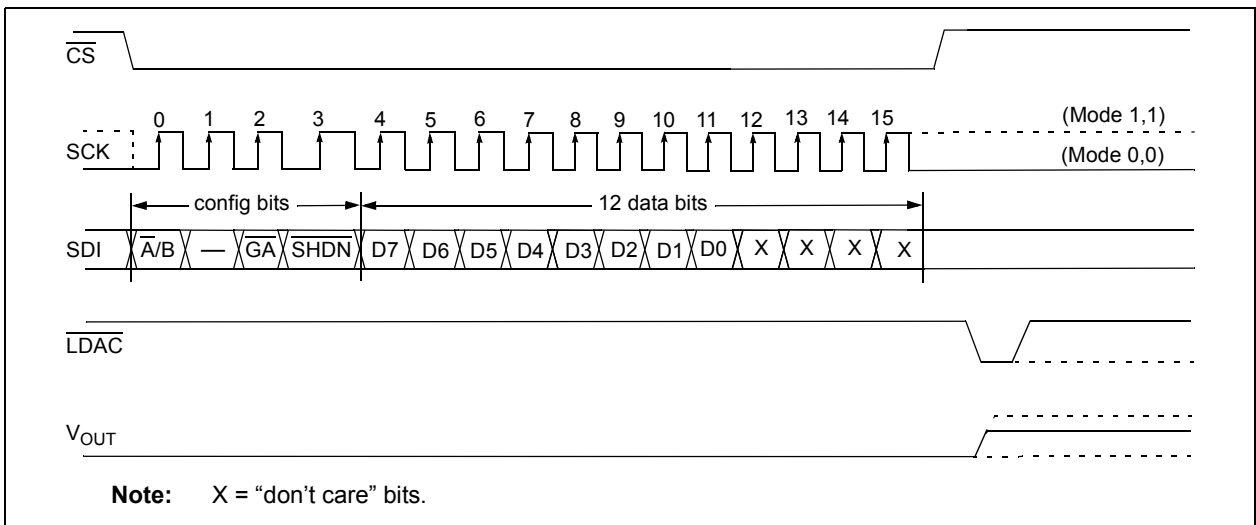 CS
0 1 2 3 4 5 6 7 8 9 10 11 12 13 14 15
(Mode 1,1)
SCK
(Mode 0,0)
config bits
12 data bits
SDI
A/B — GA SHDN D7 D6 D5 D4 D3 D2 D1 D0 X X X X
LDAC
VOUT
Note: X = “don’t care” bits.